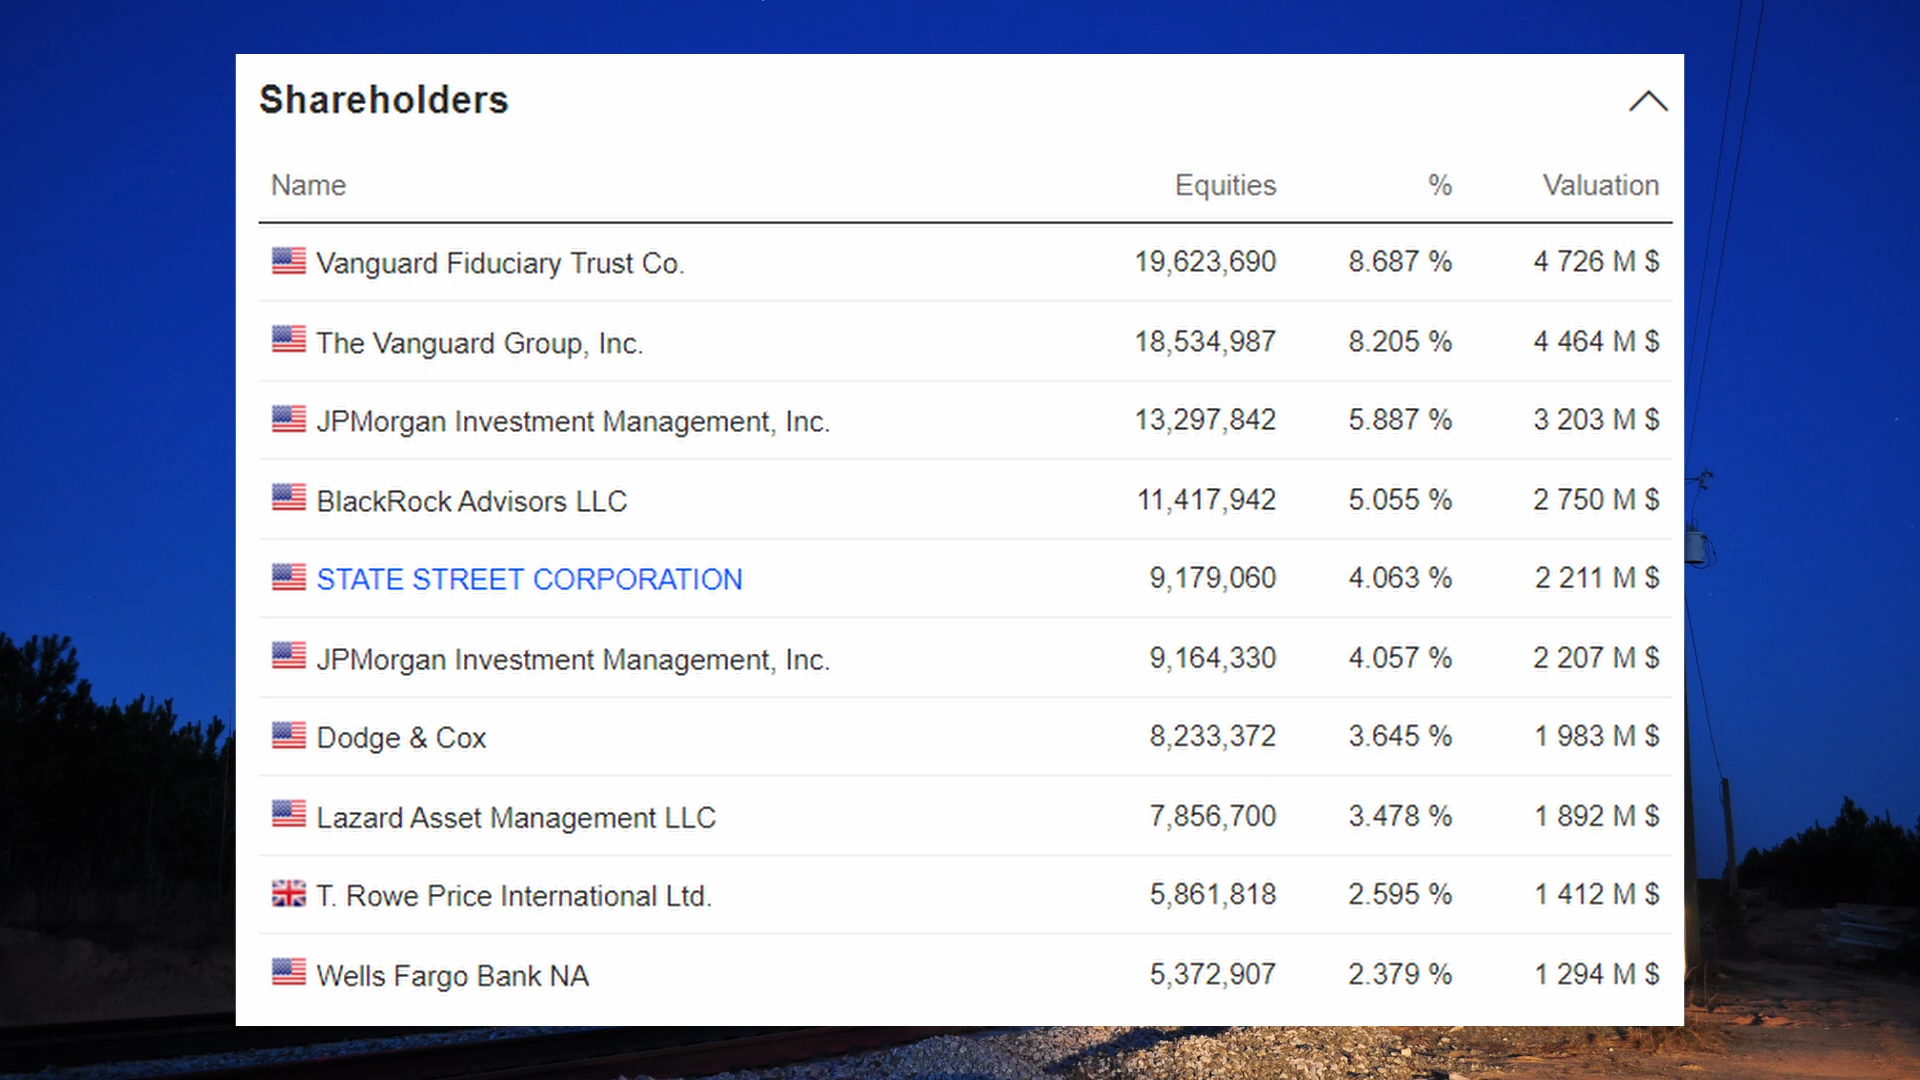 Shareholders
Name Equities % Valuation
Vanguard Fiduciary Trust Co. 19,623,690 8.687 % 4 726 M $
The Vanguard Group, Inc. 18,534,987 8.205 % 4 464 M $
JPMorgan Investment Management, Inc. 13,297,842 5.887 % 3 203 M $
BlackRock Advisors LLC 11,417,942 5.055 % 2 750 M $
STATE STREET CORPORATION 9,179,060 4.063 % 2 211 M $
JPMorgan Investment Management, Inc. 9,164,330 4.057 % 2 207 M $
Dodge & Cox 8,233,372 3.645 % 1 983 M $
Lazard Asset Management LLC 7,856,700 3.478 % 1 892 M $
T. Rowe Price International Ltd. 5,861,818 2.595 % 1 412 M $
Wells Fargo Bank NA 5,372,907 2.379 % 1 294 M $